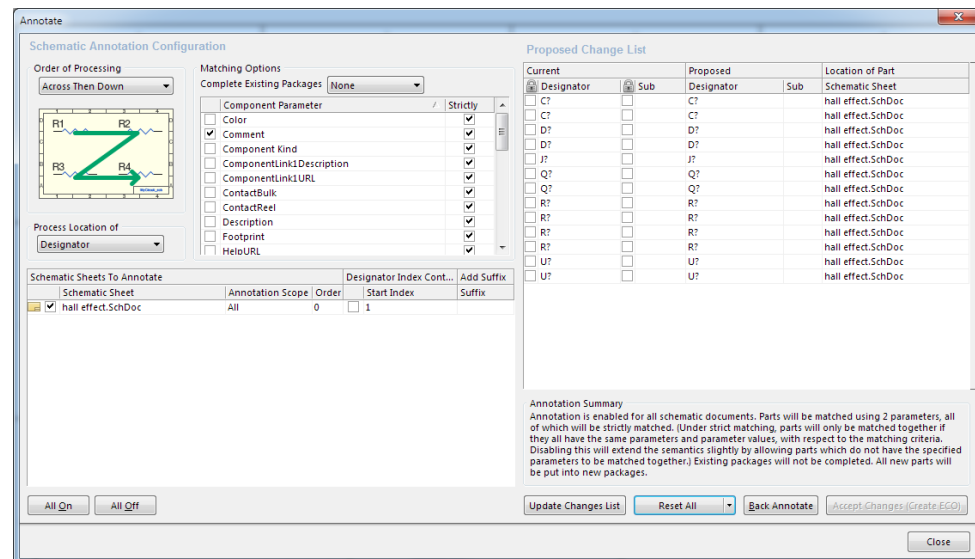 Annotate
Schematic Annotation Configuration
Order of Processing
Across Then Down
R1 R2
R3 R4
Process Location of
Designator
Matching Options
Complete Existing Packages None
Component Parameter / Strictly
Color
Comment
Component Kind
ComponentLink1Description
ComponentLink1URL
ContactBulk
ContactReel
Description
Footprint
HelpURL
Schematic Sheets To Annotate Designator Index Cont... Add Suffix
Schematic Sheet Annotation Scope Order Start Index Suffix
hall effect.SchDoc All 0 1
All On All Off
Proposed Change List
Current Proposed Location of Part
Designator Sub Designator Sub Schematic Sheet
C? C? hall effect.SchDoc
C? C? hall effect.SchDoc
D? D? hall effect.SchDoc
D? D? hall effect.SchDoc
J? J? hall effect.SchDoc
Q? Q? hall effect.SchDoc
Q? Q? hall effect.SchDoc
R? R? hall effect.SchDoc
R? R? hall effect.SchDoc
R? R? hall effect.SchDoc
R? R? hall effect.SchDoc
U? U? hall effect.SchDoc
U? U? hall effect.SchDoc
Annotation Summary
Annotation is enabled for all schematic documents. Parts will be matched using 2 parameters, all
of which will be strictly matched. (Under strict matching, parts will only be matched together if
they all have the same parameters and parameter values, with respect to the matching criteria.
Disabling this will extend the semantics slightly by allowing parts which do not have the specified
parameters to be matched together.) Existing packages will not be completed. All new parts will
be put into new packages.
Update Changes List Reset All Back Annotate Accept Changes (Create ECO)
Close